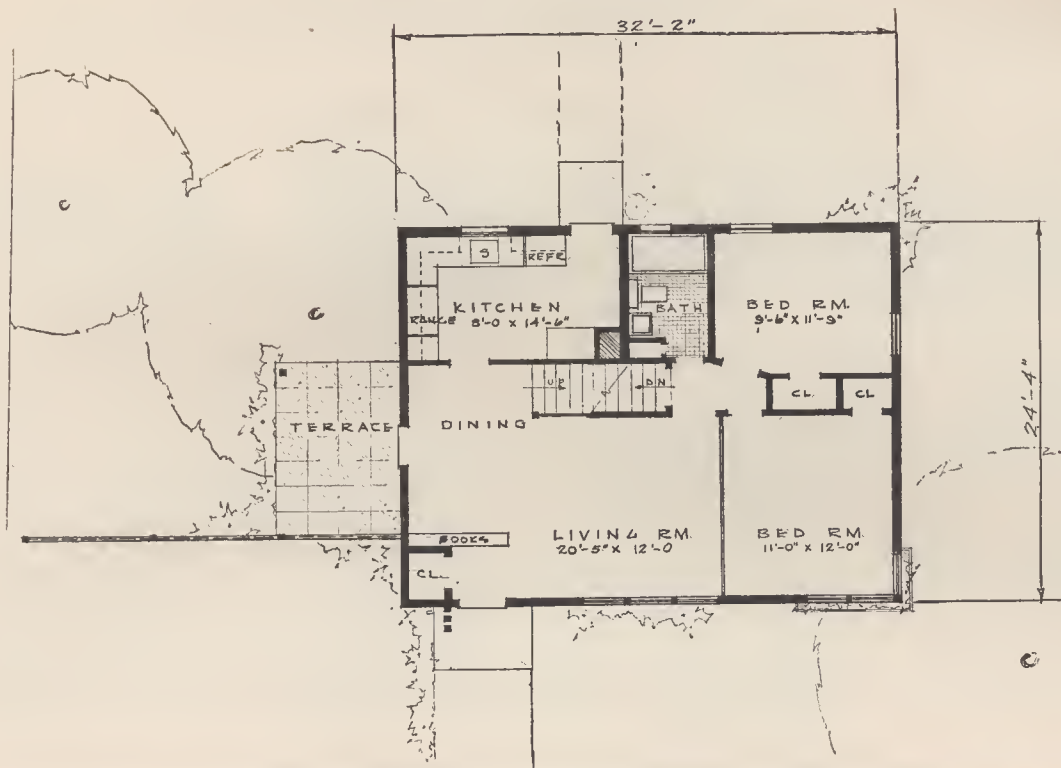 32'-2"
S
REFR.
KITCHEN
8'-0 X 14'-6"
RANGE
BATH
BED RM.
9'-6" X 11'-9"
UP
DN
CL.
CL
24'-4"
TERRACE
DINING
BOOKS
LIVING RM.
20'-5" X 12'-0
BED RM.
11'-0" X 12'-0"
CL.